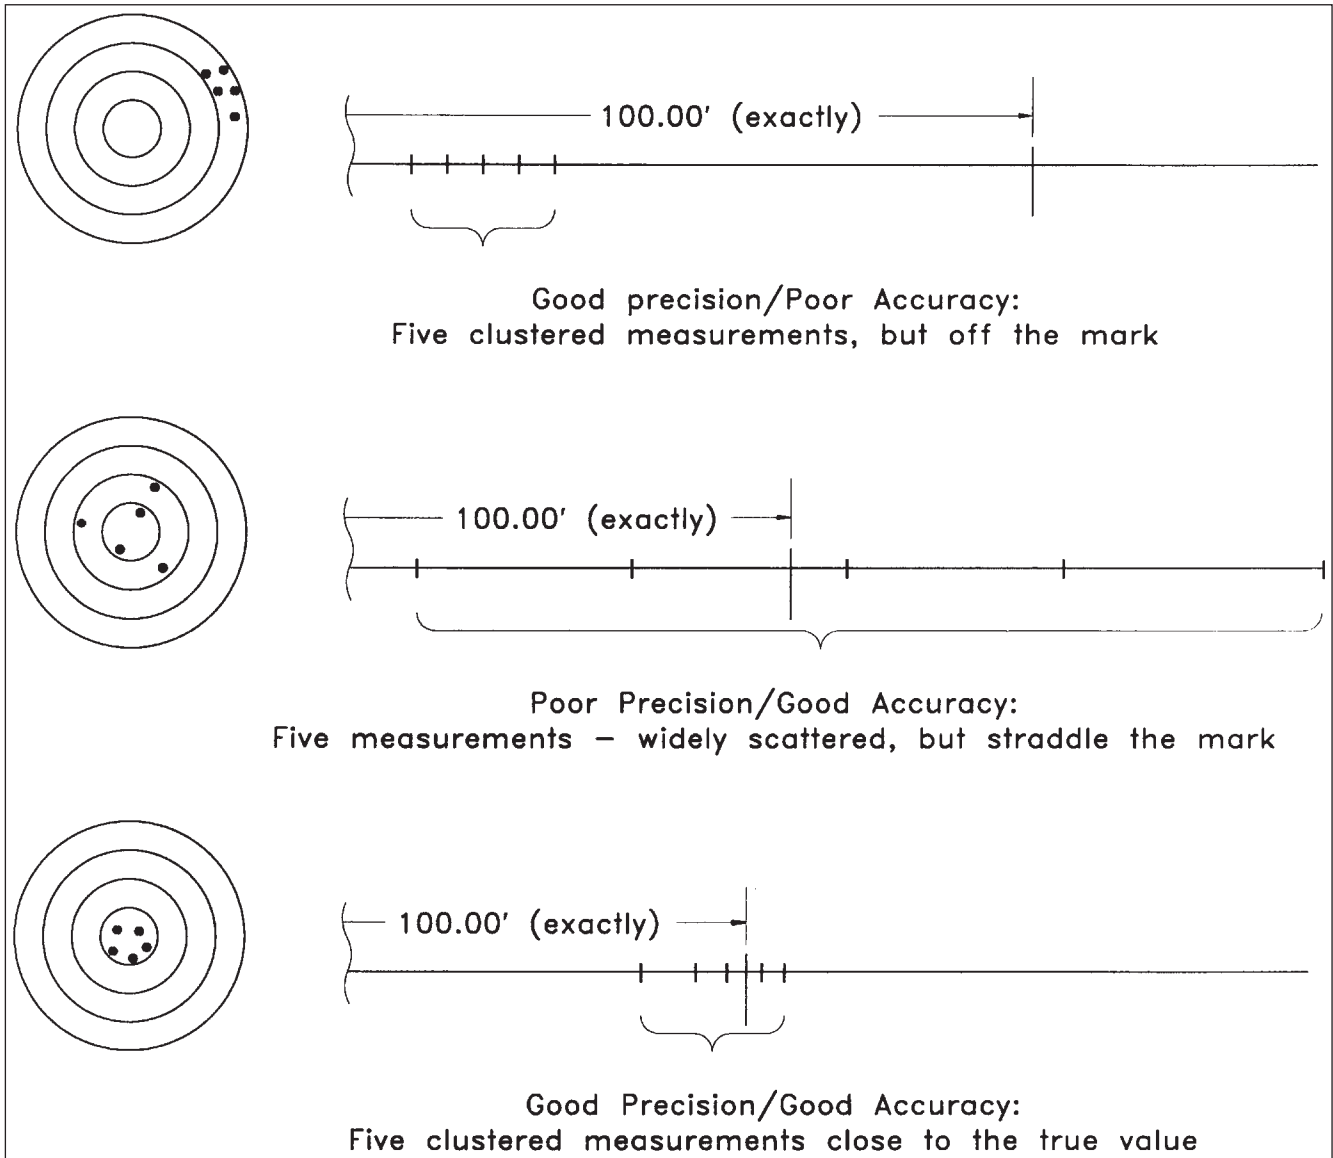 100.00' (exactly)
Good precision/Poor Accuracy:
Five clustered measurements, but off the mark
100.00' (exactly)
Poor Precision/Good Accuracy:
Five measurements – widely scattered, but straddle the mark
100.00' (exactly)
Good Precision/Good Accuracy:
Five clustered measurements close to the true value